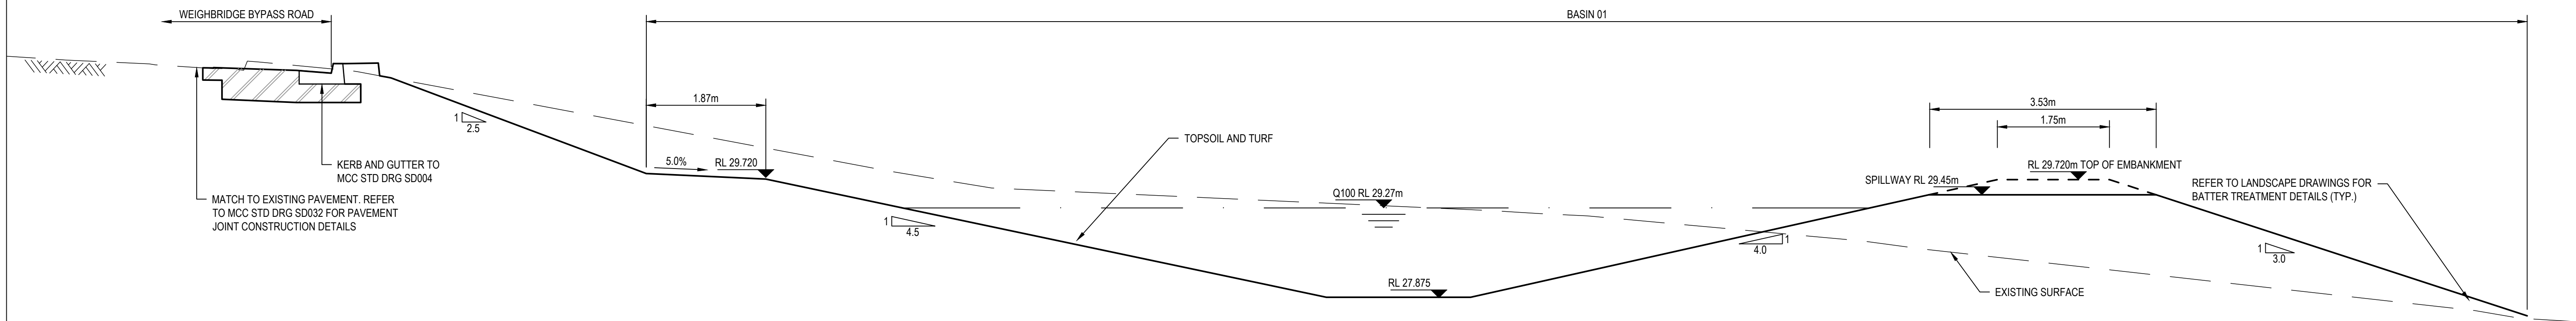 WEIGHBRIDGE BYPASS ROAD
BASIN 01
1.87m
3.53m
1.75m
1
2.5
TOPSOIL AND TURF
KERB AND GUTTER TO
MCC STD DRG SD004
5.0%
RL 29.720
RL 29.720m TOP OF EMBANKMENT
SPILLWAY RL 29.45m
REFER TO LANDSCAPE DRAWINGS FOR
BATTER TREATMENT DETAILS (TYP.)
MATCH TO EXISTING PAVEMENT. REFER
TO MCC STD DRG SD032 FOR PAVEMENT
JOINT CONSTRUCTION DETAILS
Q100 RL 29.27m
1
4.5
1
4.0
1
3.0
RL 27.875
EXISTING SURFACE